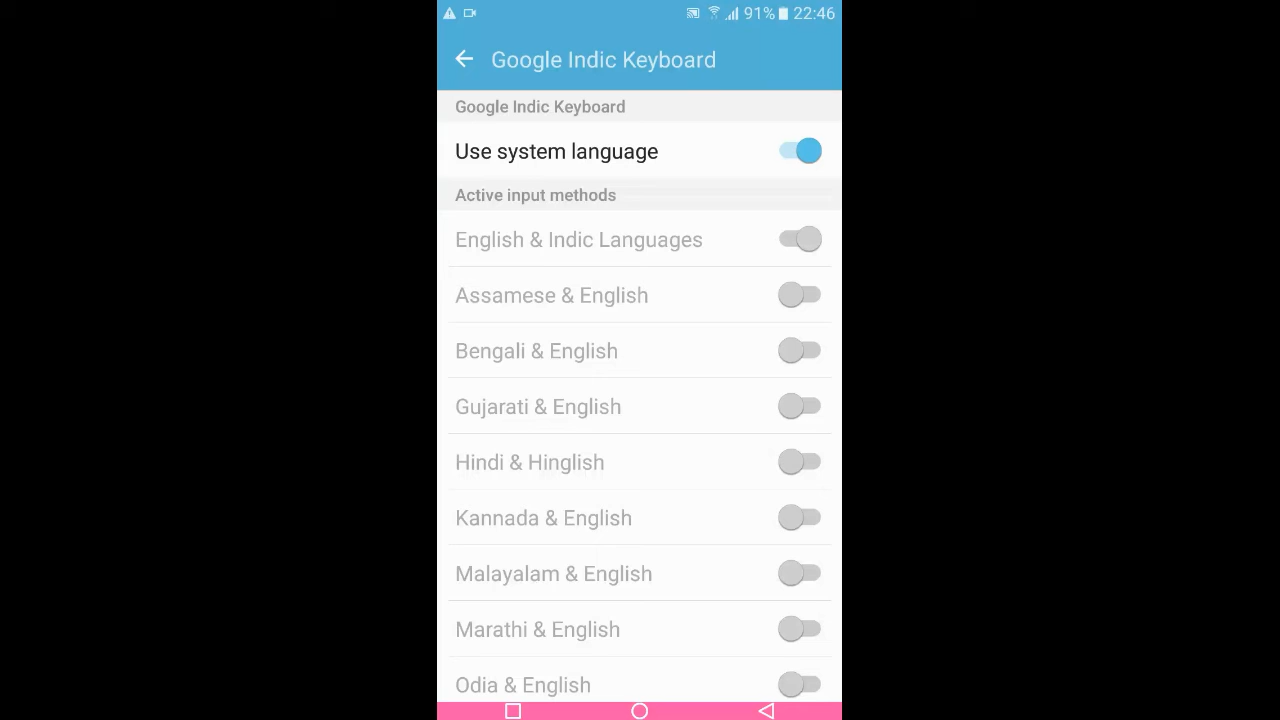 91% 22:46
Google Indic Keyboard
Google Indic Keyboard
Use system language
Active input methods
English & Indic Languages
Assamese & English
Bengali & English
Gujarati & English
Hindi & Hinglish
Kannada & English
Malayalam & English
Marathi & English
Odia & English